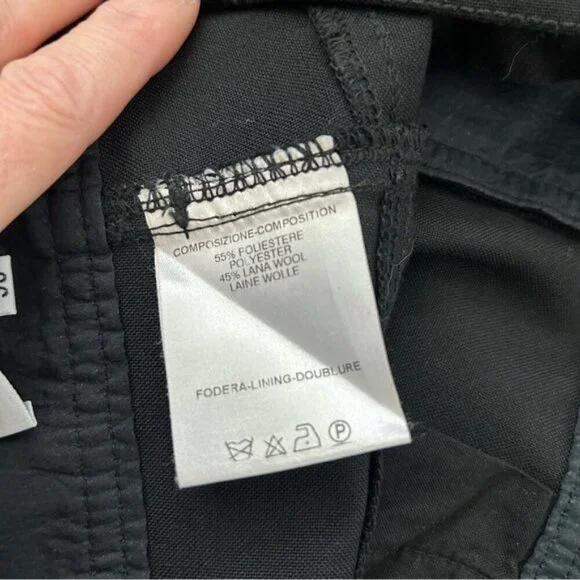 COMPOSIZIONE-COMPOSITION
55% POLIESTERE
POLYESTER
45% LANA WOOL
LAINE WOLLE
FODERA-LINING-DOUBLURE
P